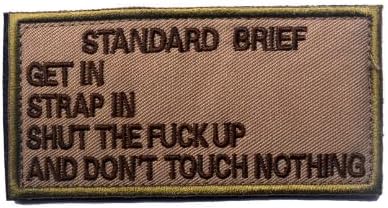 STANDARD BRIEF
GET IN
STRAP IN
SHUT THE FUCK UP
AND DON'T TOUCH NOTHING